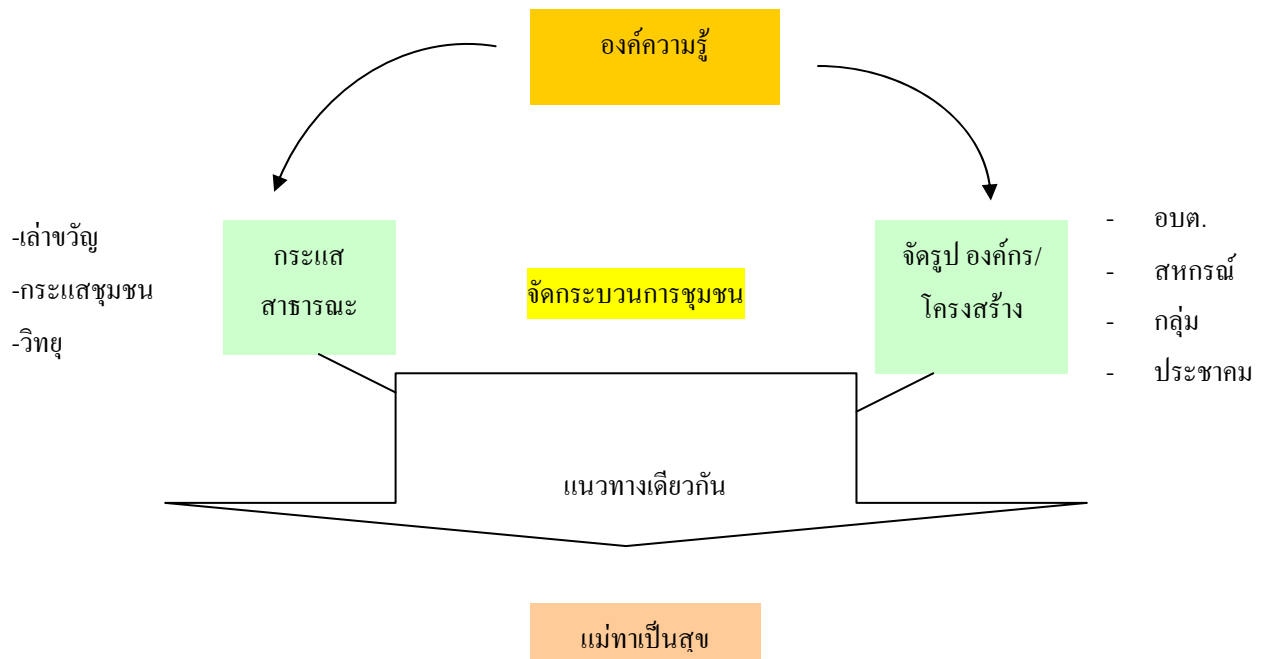 องค์ความรู้
-เล่าขวัญ
-กระแสชุมชน
-วิทยุ
กระแส
สาธารณะ
จัดกระบวนการชุมชน
จัดรูป องค์กร/
โครงสร้าง
- อบต.
- สหกรณ์
- กลุ่ม
- ประชาคม
แนวทางเดียวกัน
แม่ทาเป็นสุข